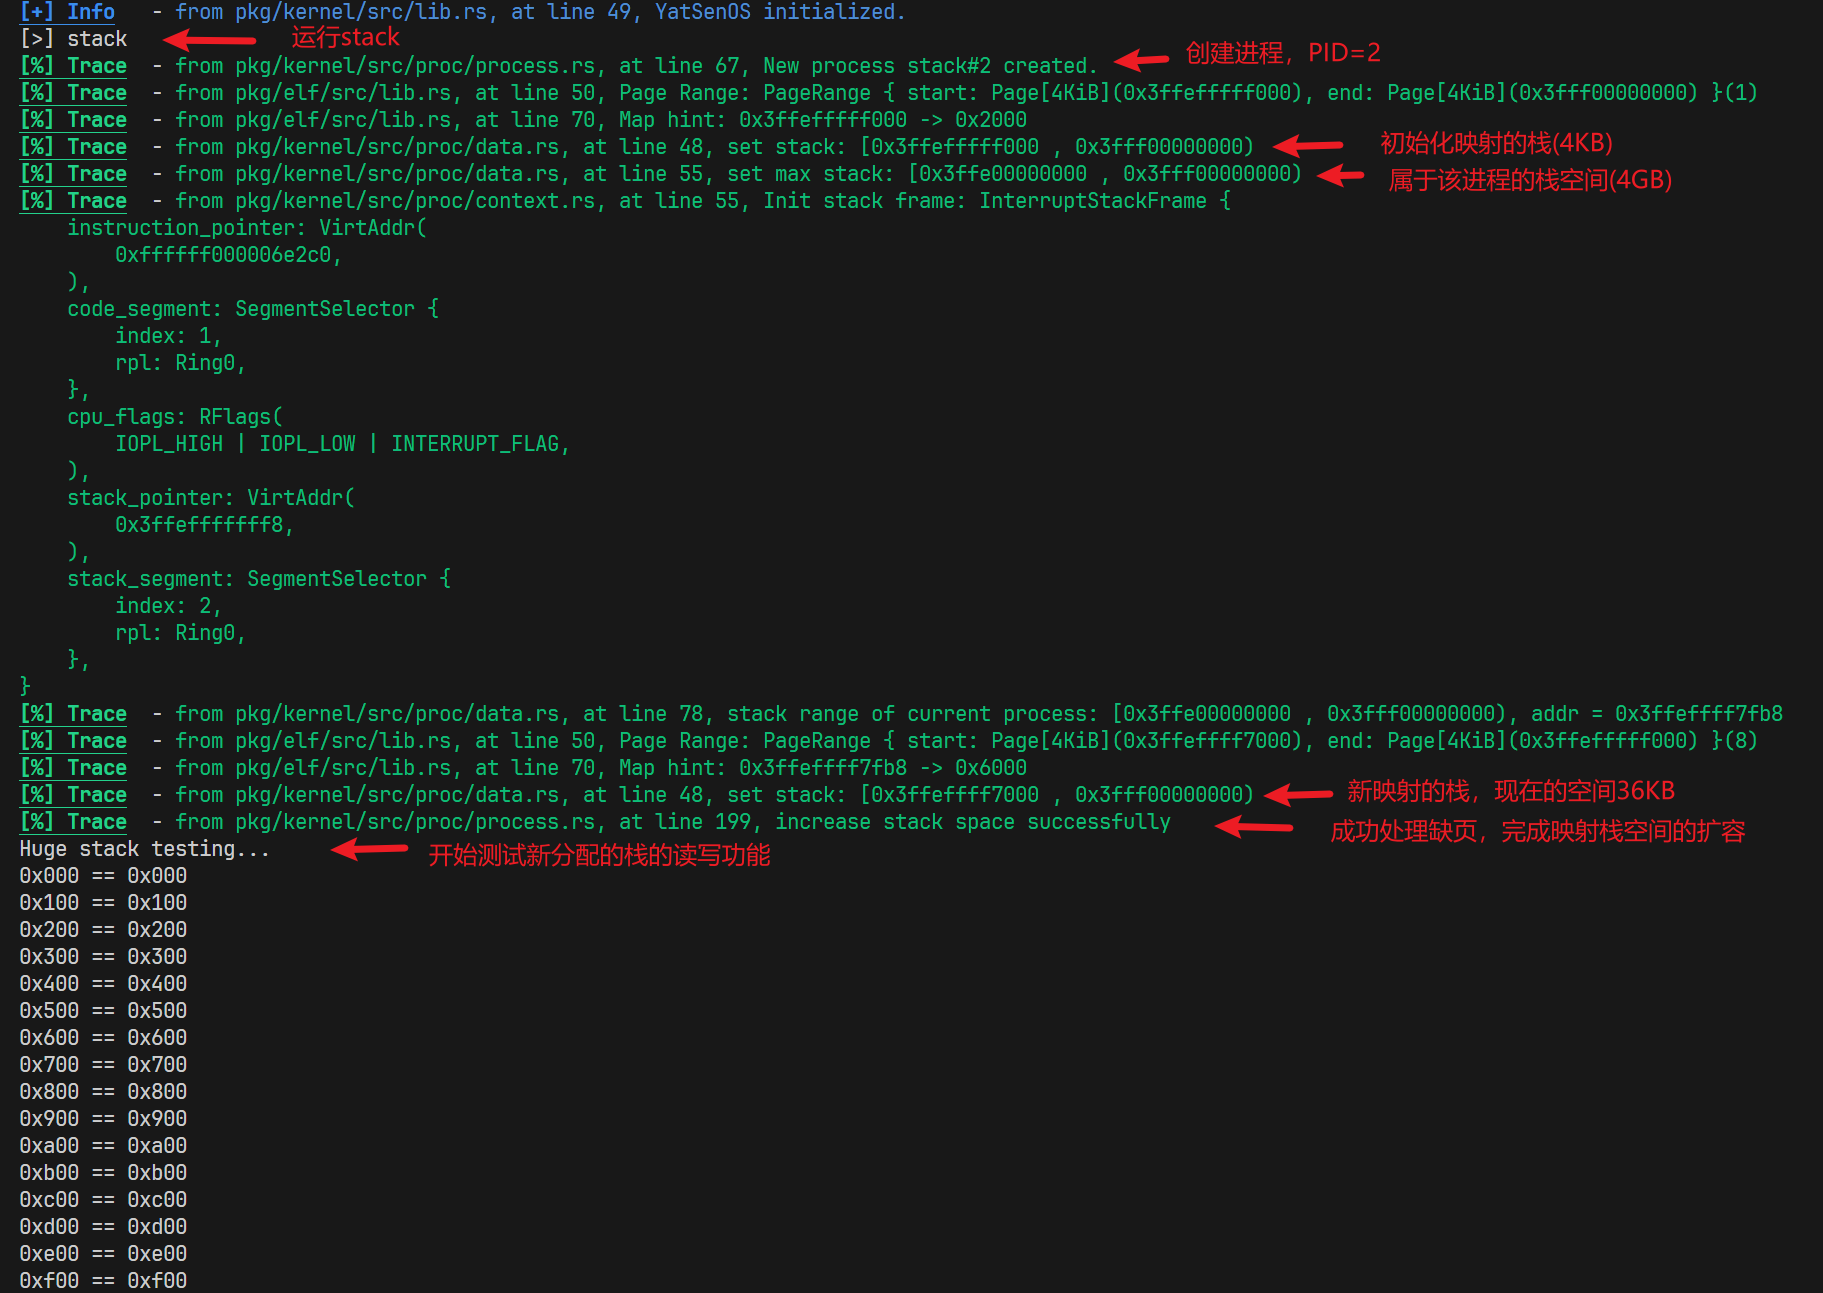 [+] Info   - from pkg/kernel/src/lib.rs, at line 49, YatSenOS initialized.
[>] stack 运行stack
[%] Trace  - from pkg/kernel/src/proc/process.rs, at line 67, New process stack#2 created. 创建进程，PID=2
[%] Trace  - from pkg/elf/src/lib.rs, at line 50, Page Range: PageRange { start: Page[4KiB](0x3ffefffff000), end: Page[4KiB](0x3fff00000000) }(1)
[%] Trace  - from pkg/elf/src/lib.rs, at line 70, Map hint: 0x3ffefffff000 -> 0x2000
[%] Trace  - from pkg/kernel/src/proc/data.rs, at line 48, set stack: [0x3ffefffff000 , 0x3fff00000000) 初始化映射的栈(4KB)
[%] Trace  - from pkg/kernel/src/proc/data.rs, at line 55, set max stack: [0x3ffe00000000 , 0x3fff00000000) 属于该进程的栈空间(4GB)
[%] Trace  - from pkg/kernel/src/proc/context.rs, at line 55, Init stack frame: InterruptStackFrame {
    instruction_pointer: VirtAddr(
        0xffffff000006e2c0,
    ),
    code_segment: SegmentSelector {
        index: 1,
        rpl: Ring0,
    },
    cpu_flags: RFlags(
        IOPL_HIGH | IOPL_LOW | INTERRUPT_FLAG,
    ),
    stack_pointer: VirtAddr(
        0x3ffefffffff8,
    ),
    stack_segment: SegmentSelector {
        index: 2,
        rpl: Ring0,
    },
}
[%] Trace  - from pkg/kernel/src/proc/data.rs, at line 78, stack range of current process: [0x3ffe00000000 , 0x3fff00000000), addr = 0x3ffeffff7fb8
[%] Trace  - from pkg/elf/src/lib.rs, at line 50, Page Range: PageRange { start: Page[4KiB](0x3ffeffff7000), end: Page[4KiB](0x3ffefffff000) }(8)
[%] Trace  - from pkg/elf/src/lib.rs, at line 70, Map hint: 0x3ffeffff7fb8 -> 0x6000
[%] Trace  - from pkg/kernel/src/proc/data.rs, at line 48, set stack: [0x3ffeffff7000 , 0x3fff00000000) 新映射的栈，现在的空间36KB
[%] Trace  - from pkg/kernel/src/proc/process.rs, at line 199, increase stack space successfully 成功处理缺页，完成映射栈空间的扩容
Huge stack testing... 开始测试新分配的栈的读写功能
0x000 == 0x000
0x100 == 0x100
0x200 == 0x200
0x300 == 0x300
0x400 == 0x400
0x500 == 0x500
0x600 == 0x600
0x700 == 0x700
0x800 == 0x800
0x900 == 0x900
0xa00 == 0xa00
0xb00 == 0xb00
0xc00 == 0xc00
0xd00 == 0xd00
0xe00 == 0xe00
0xf00 == 0xf00